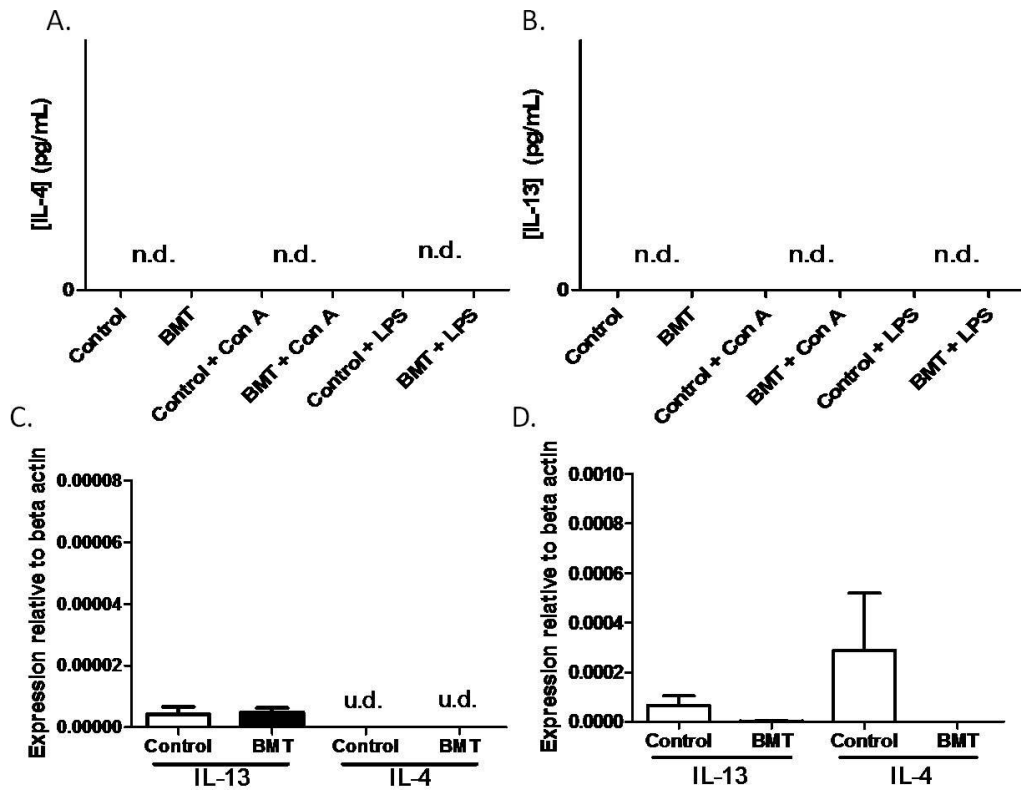 A.
[IL-4] (pg/mL)
n.d.
n.d.
n.d.
0
Control
BMT
Control + Con A
BMT + Con A
Control + LPS
BMT + LPS
B.
[IL-13] (pg/mL)
n.d.
n.d.
n.d.
0
Control
BMT
Control + Con A
BMT + Con A
Control + LPS
BMT + LPS
C.
Expression relative to beta actin
0.00008
0.00006
0.00004
0.00002
0.00000
u.d.
u.d.
Control
BMT
Control
BMT
IL-13
IL-4
D.
Expression relative to beta actin
0.0010
0.0008
0.0006
0.0004
0.0002
0.0000
Control
BMT
Control
BMT
IL-13
IL-4